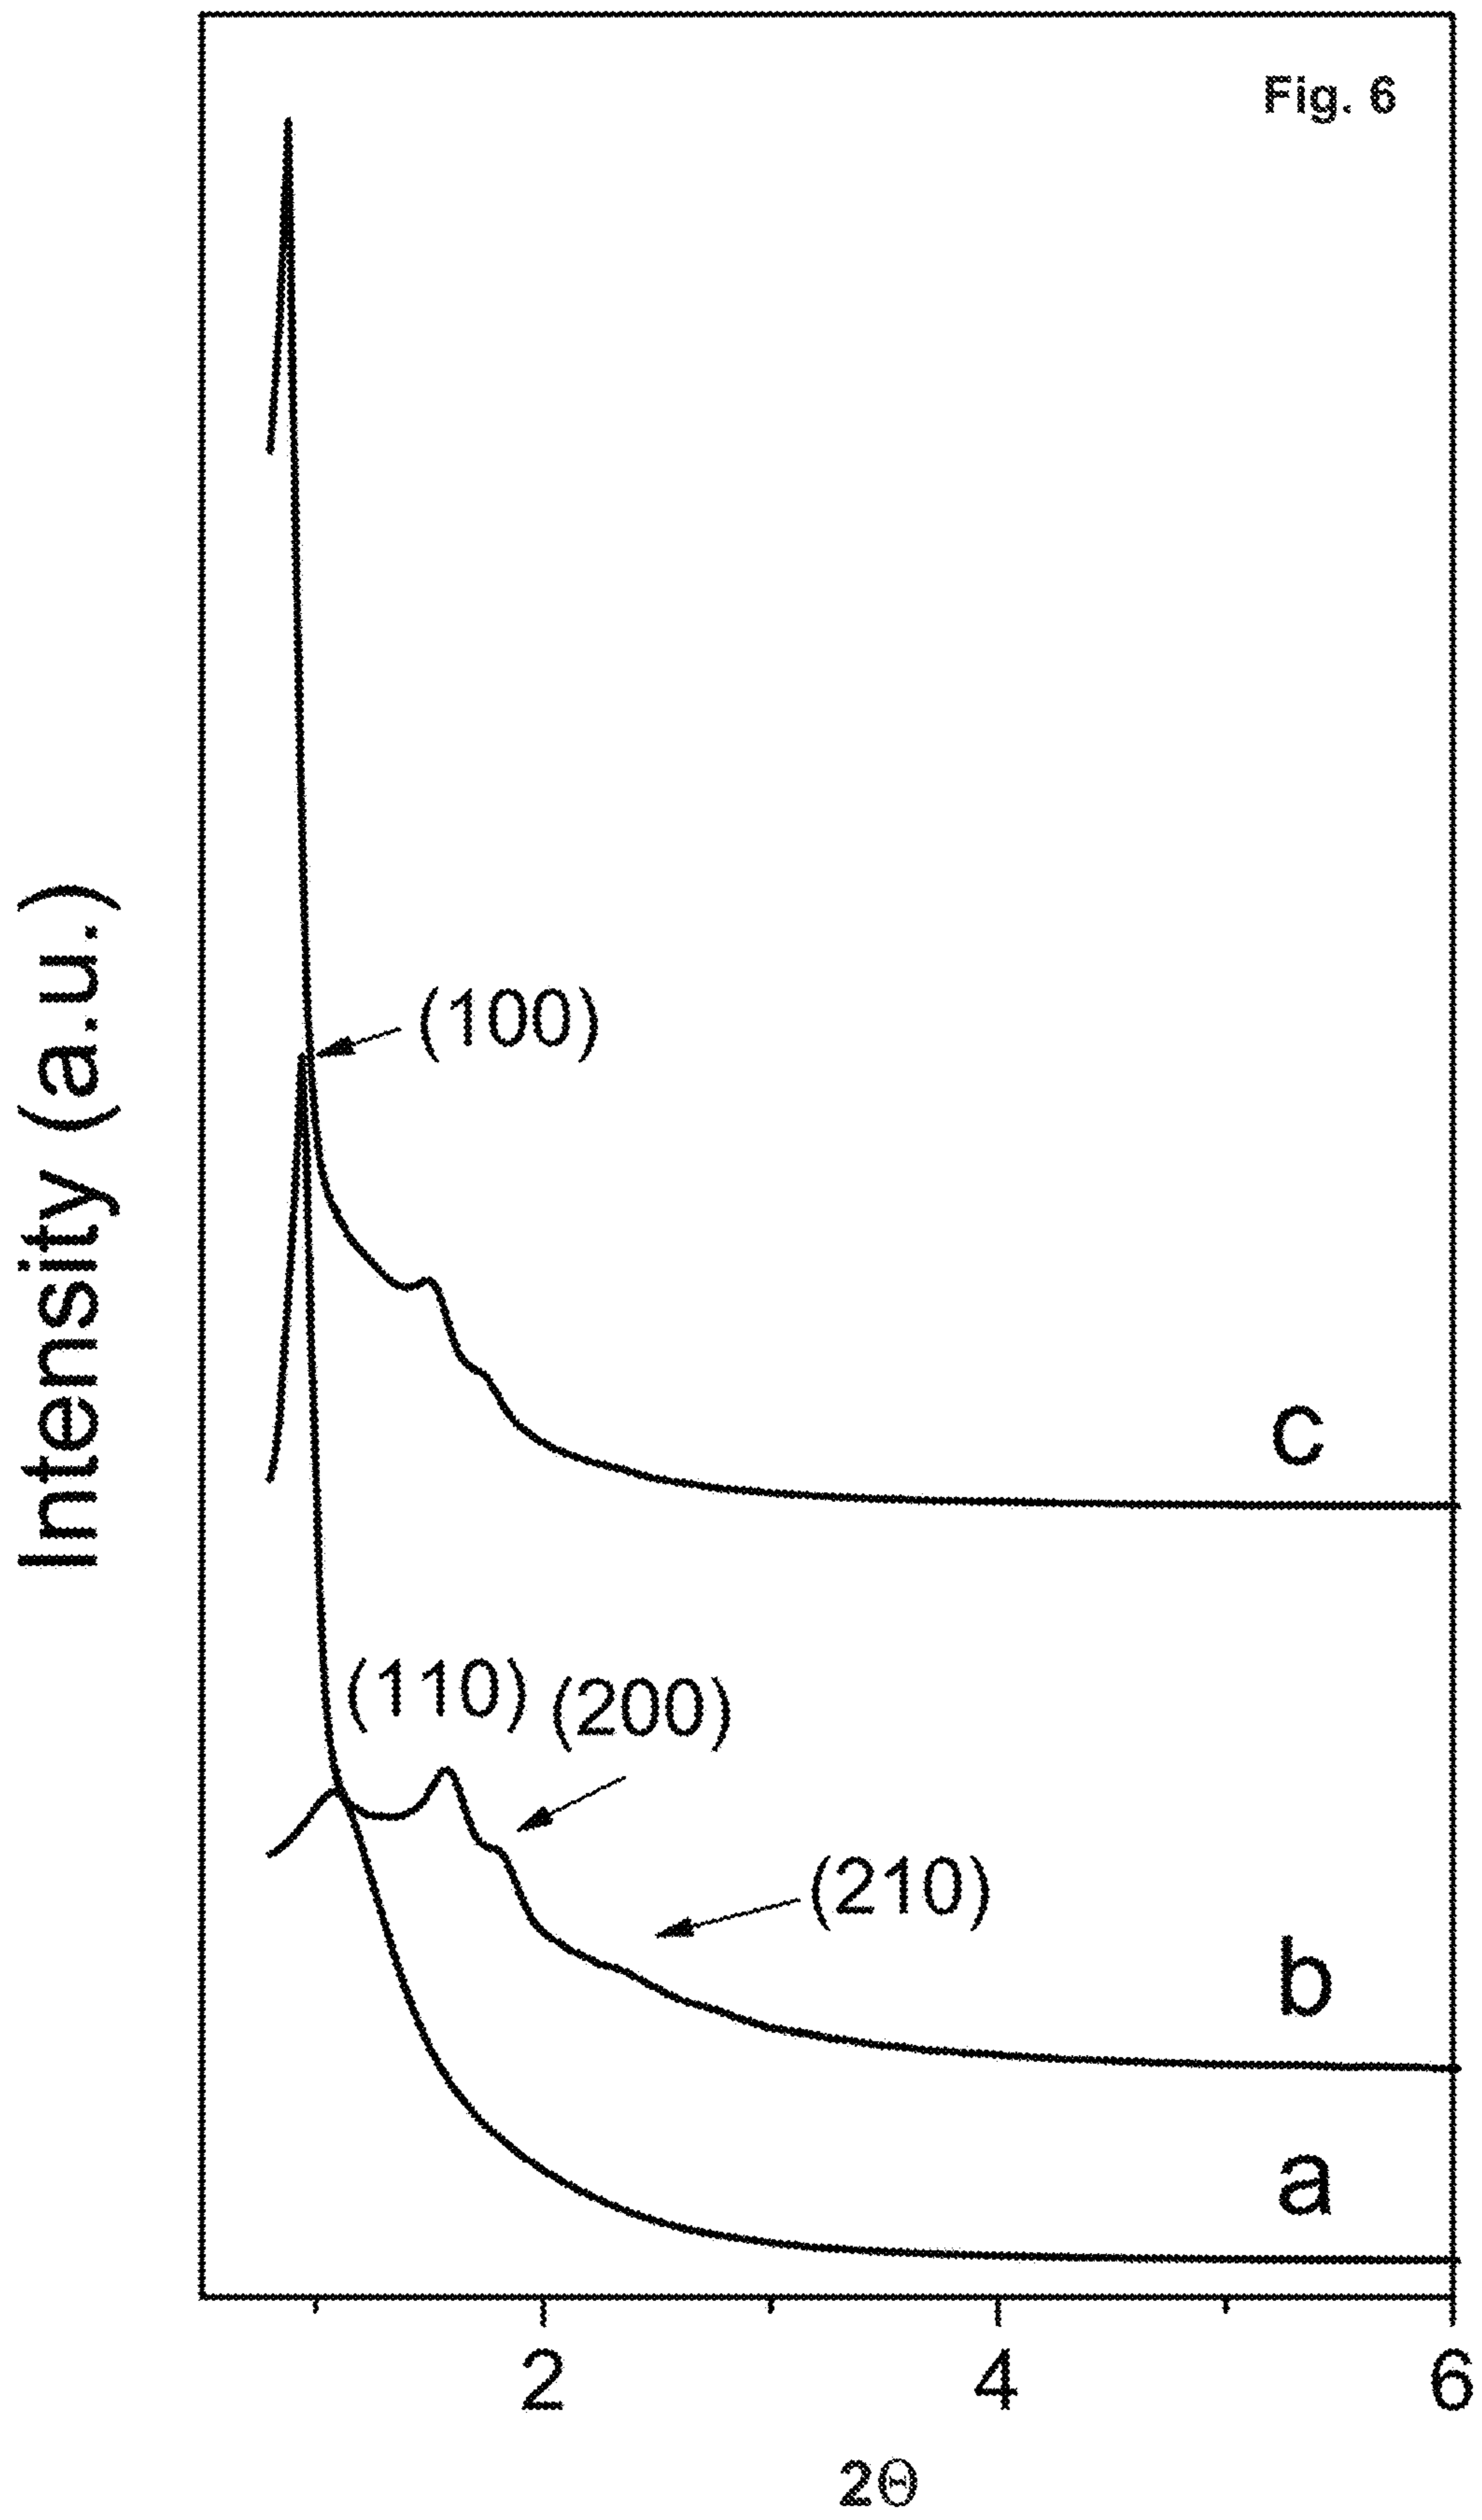 Fig. 6
Intensity (a.u.)
(100)
c
(110) (200)
(210)
b
a
2 4 6
2Θ